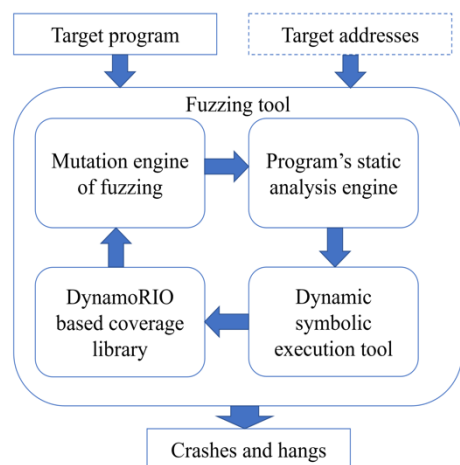 Target program
Target addresses
Fuzzing tool
Mutation engine
of fuzzing
Program's static
analysis engine
DynamoRIO
based coverage
library
Dynamic
symbolic
execution tool
Crashes and hangs